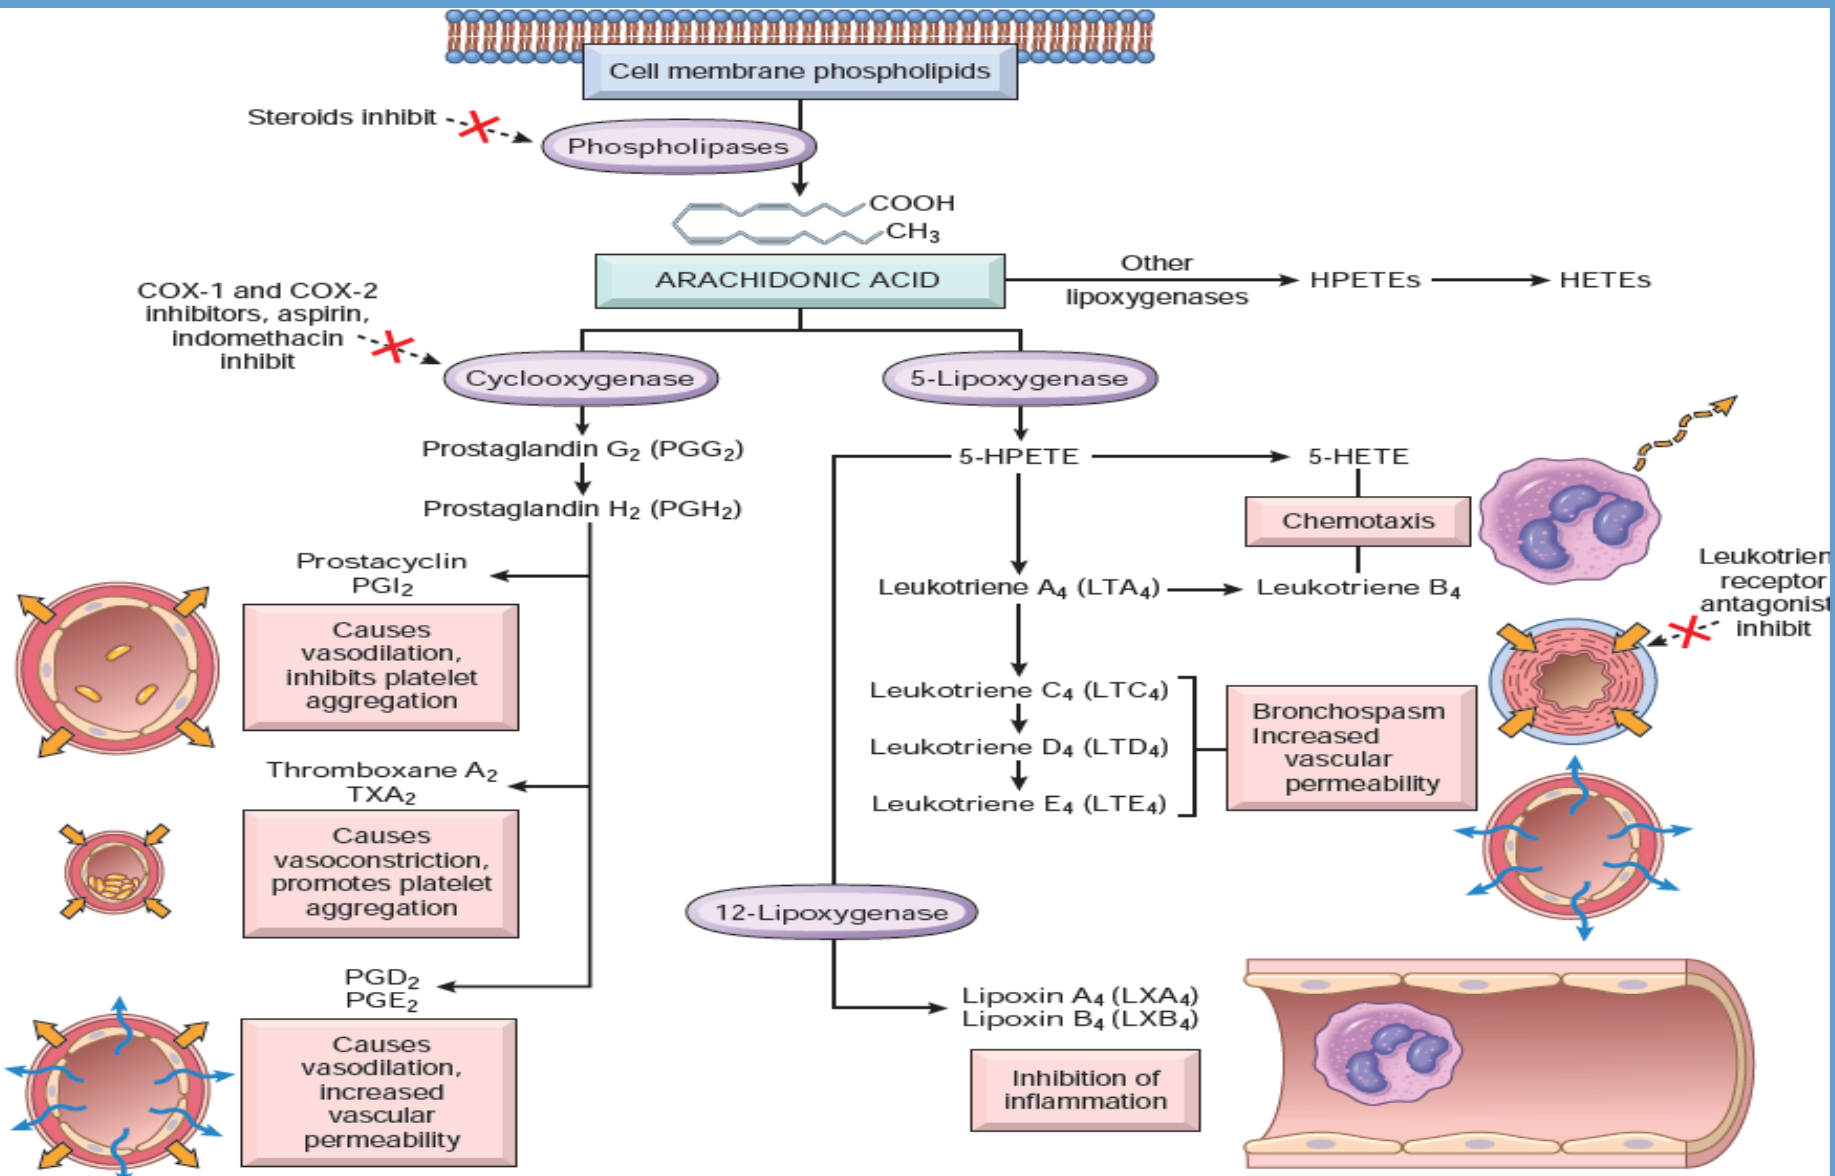 Cell membrane phospholipids
Steroids inhibit
Phospholipases
COOH
CH₃
ARACHIDONIC ACID
Other
lipoxygenases
HPETEs
HETEs
COX-1 and COX-2
inhibitors, aspirin,
indomethacin
inhibit
Cyclooxygenase
5-Lipoxygenase
Prostaglandin G₂ (PGG₂)
Prostaglandin H₂ (PGH₂)
5-HPETE
5-HETE
Chemotaxis
Leukotriene A₄ (LTA₄)
Leukotriene B₄
Leukotrien
receptor
antagonist
inhibit
Prostacyclin
PGI₂
Causes
vasodilation,
inhibits platelet
aggregation
Leukotriene C₄ (LTC₄)
Leukotriene D₄ (LTD₄)
Leukotriene E₄ (LTE₄)
Bronchospasm
Increased
vascular
permeability
Thromboxane A₂
TXA₂
Causes
vasoconstriction,
promotes platelet
aggregation
12-Lipoxygenase
PGD₂
PGE₂
Causes
vasodilation,
increased
vascular
permeability
Lipoxin A₄ (LXA₄)
Lipoxin B₄ (LXB₄)
Inhibition of
inflammation